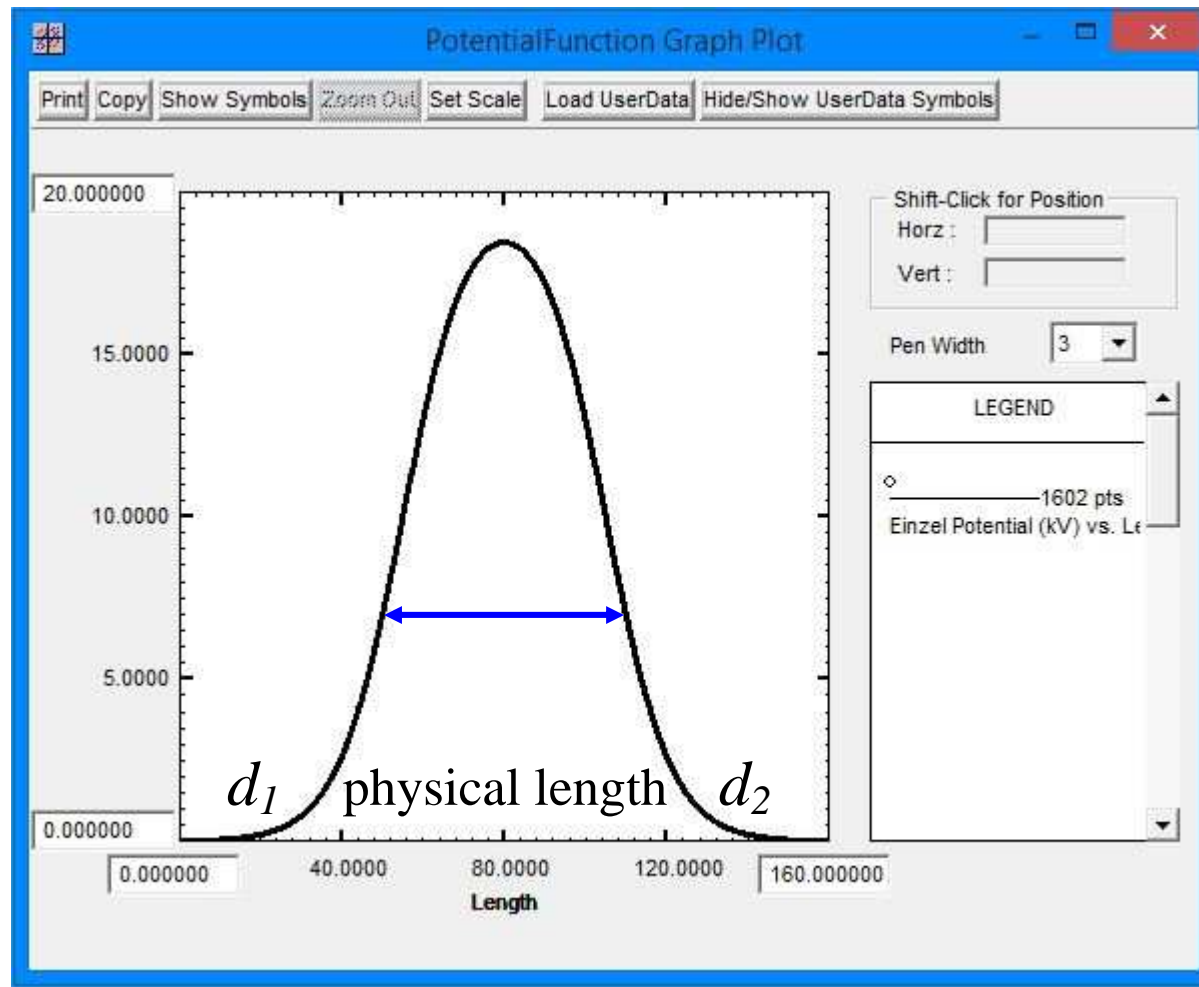 PotentialFunction Graph Plot
Print Copy Show Symbols Zoom Out Set Scale Load UserData Hide/Show UserData Symbols
20.000000
15.0000
10.0000
5.0000
0.000000
d1 physical length d2
0.000000 40.0000 80.0000 120.0000 160.000000
Length
Shift-Click for Position
Horz :
Vert :
Pen Width 3
LEGEND
1602 pts
Einzel Potential (kV) vs. Le